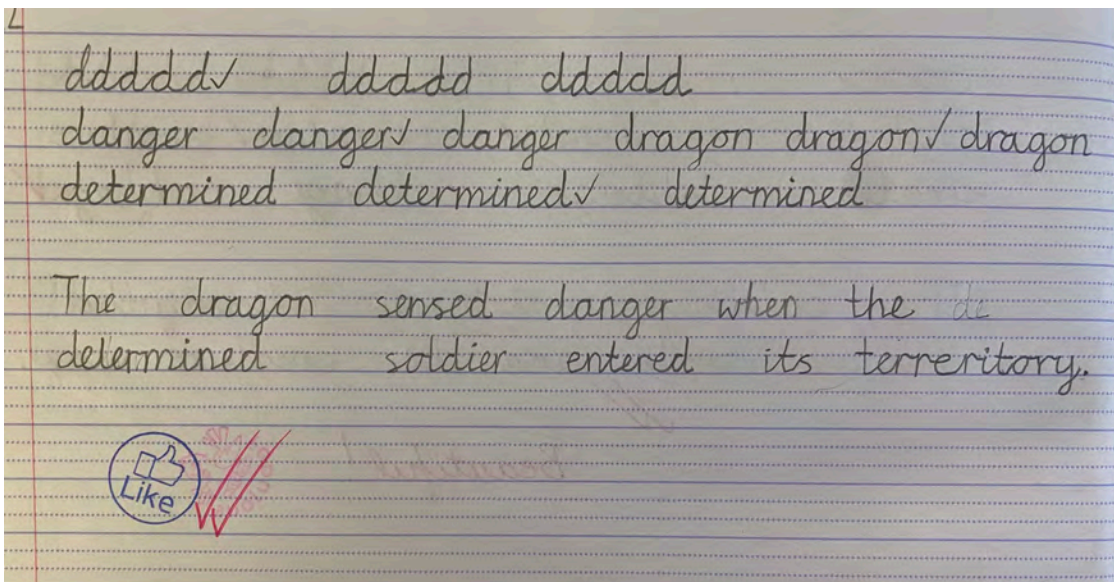 ddddd✓ ddddd ddddd
danger danger✓ danger dragon dragon✓ dragon
determined determined✓ determined
The dragon sensed danger when the de
determined soldier entered its terreritory.
Like